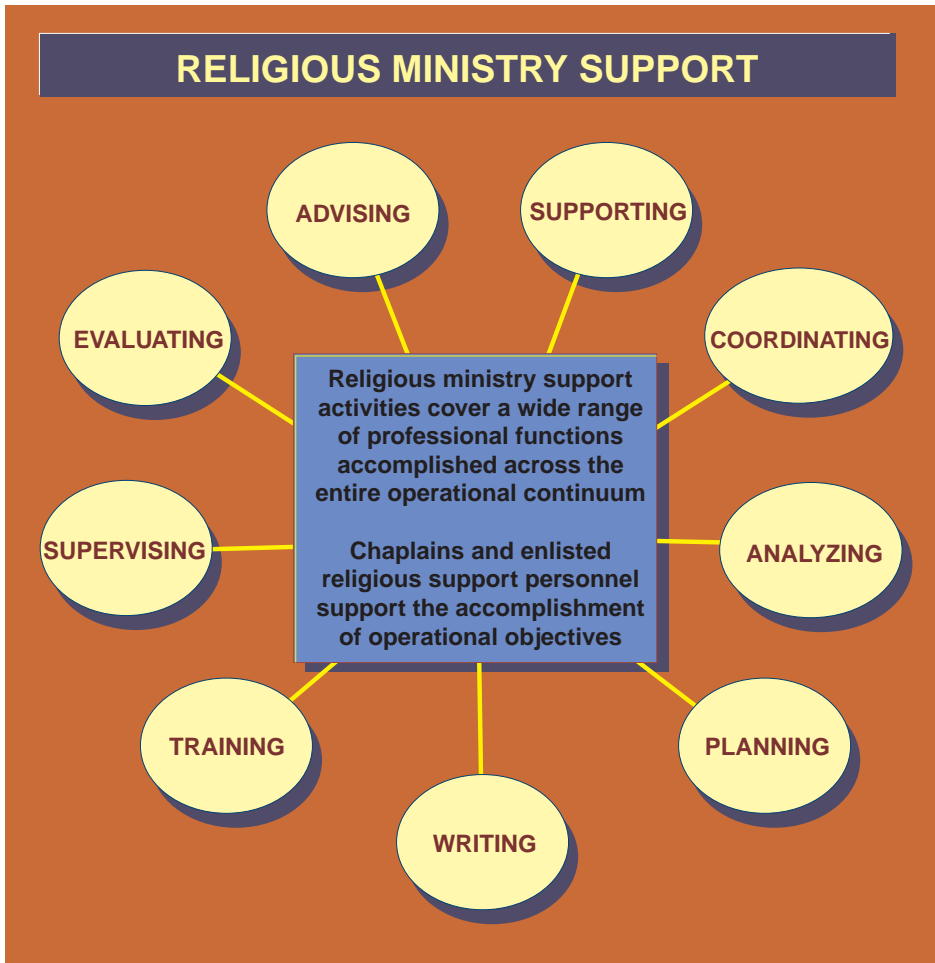 RELIGIOUS MINISTRY SUPPORT
ADVISING
SUPPORTING
EVALUATING
COORDINATING
Religious ministry support
activities cover a wide range
of professional functions
accomplished across the
entire operational continuum
Chaplains and enlisted
religious support personnel
support the accomplishment
of operational objectives
SUPERVISING
ANALYZING
TRAINING
PLANNING
WRITING